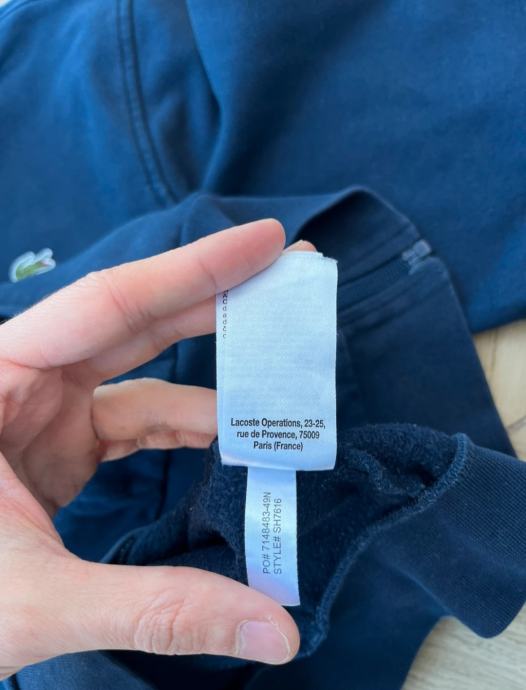 Lacoste Operations, 23-25,
rue de Provence, 75009
Paris (France)
PO# 7148483-49N
STYLE# SH7616